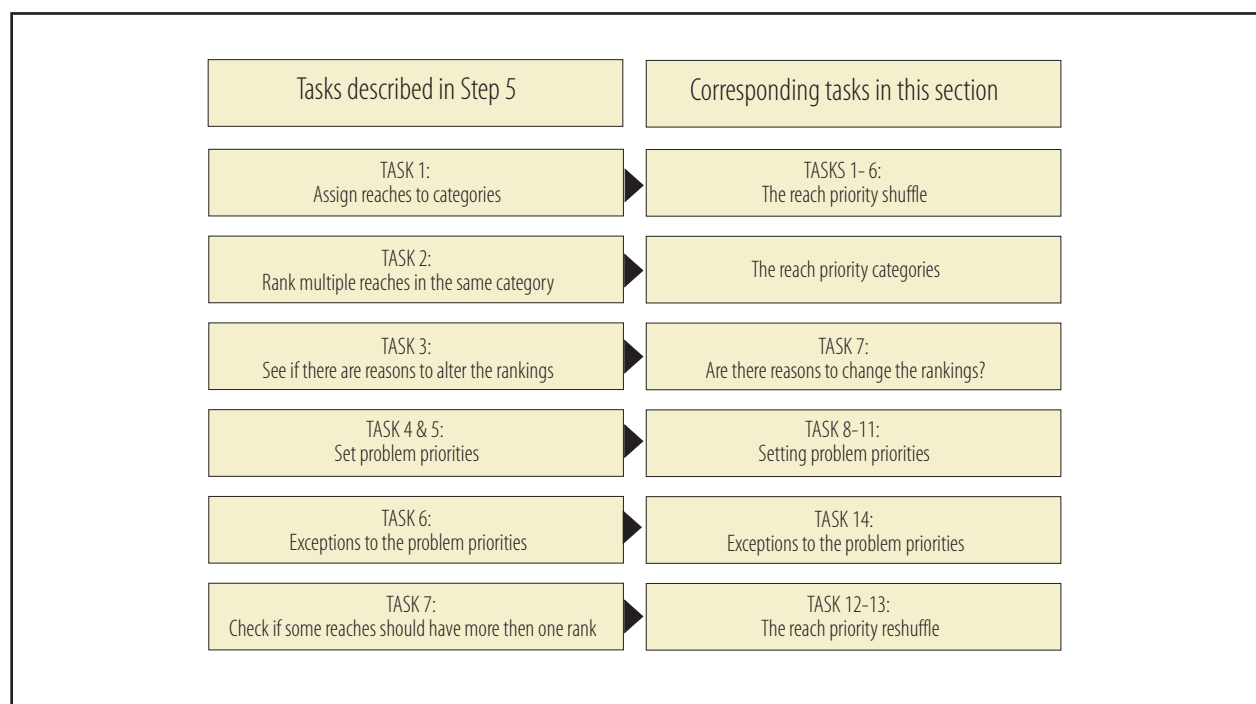 Tasks described in Step 5
Corresponding tasks in this section
TASK 1:
Assign reaches to categories
TASKS 1- 6:
The reach priority shuffle
TASK 2:
Rank multiple reaches in the same category
The reach priority categories
TASK 3:
See if there are reasons to alter the rankings
TASK 7:
Are there reasons to change the rankings?
TASK 4 & 5:
Set problem priorities
TASK 8-11:
Setting problem priorities
TASK 6:
Exceptions to the problem priorities
TASK 14:
Exceptions to the problem priorities
TASK 7:
Check if some reaches should have more then one rank
TASK 12-13:
The reach priority reshuffle